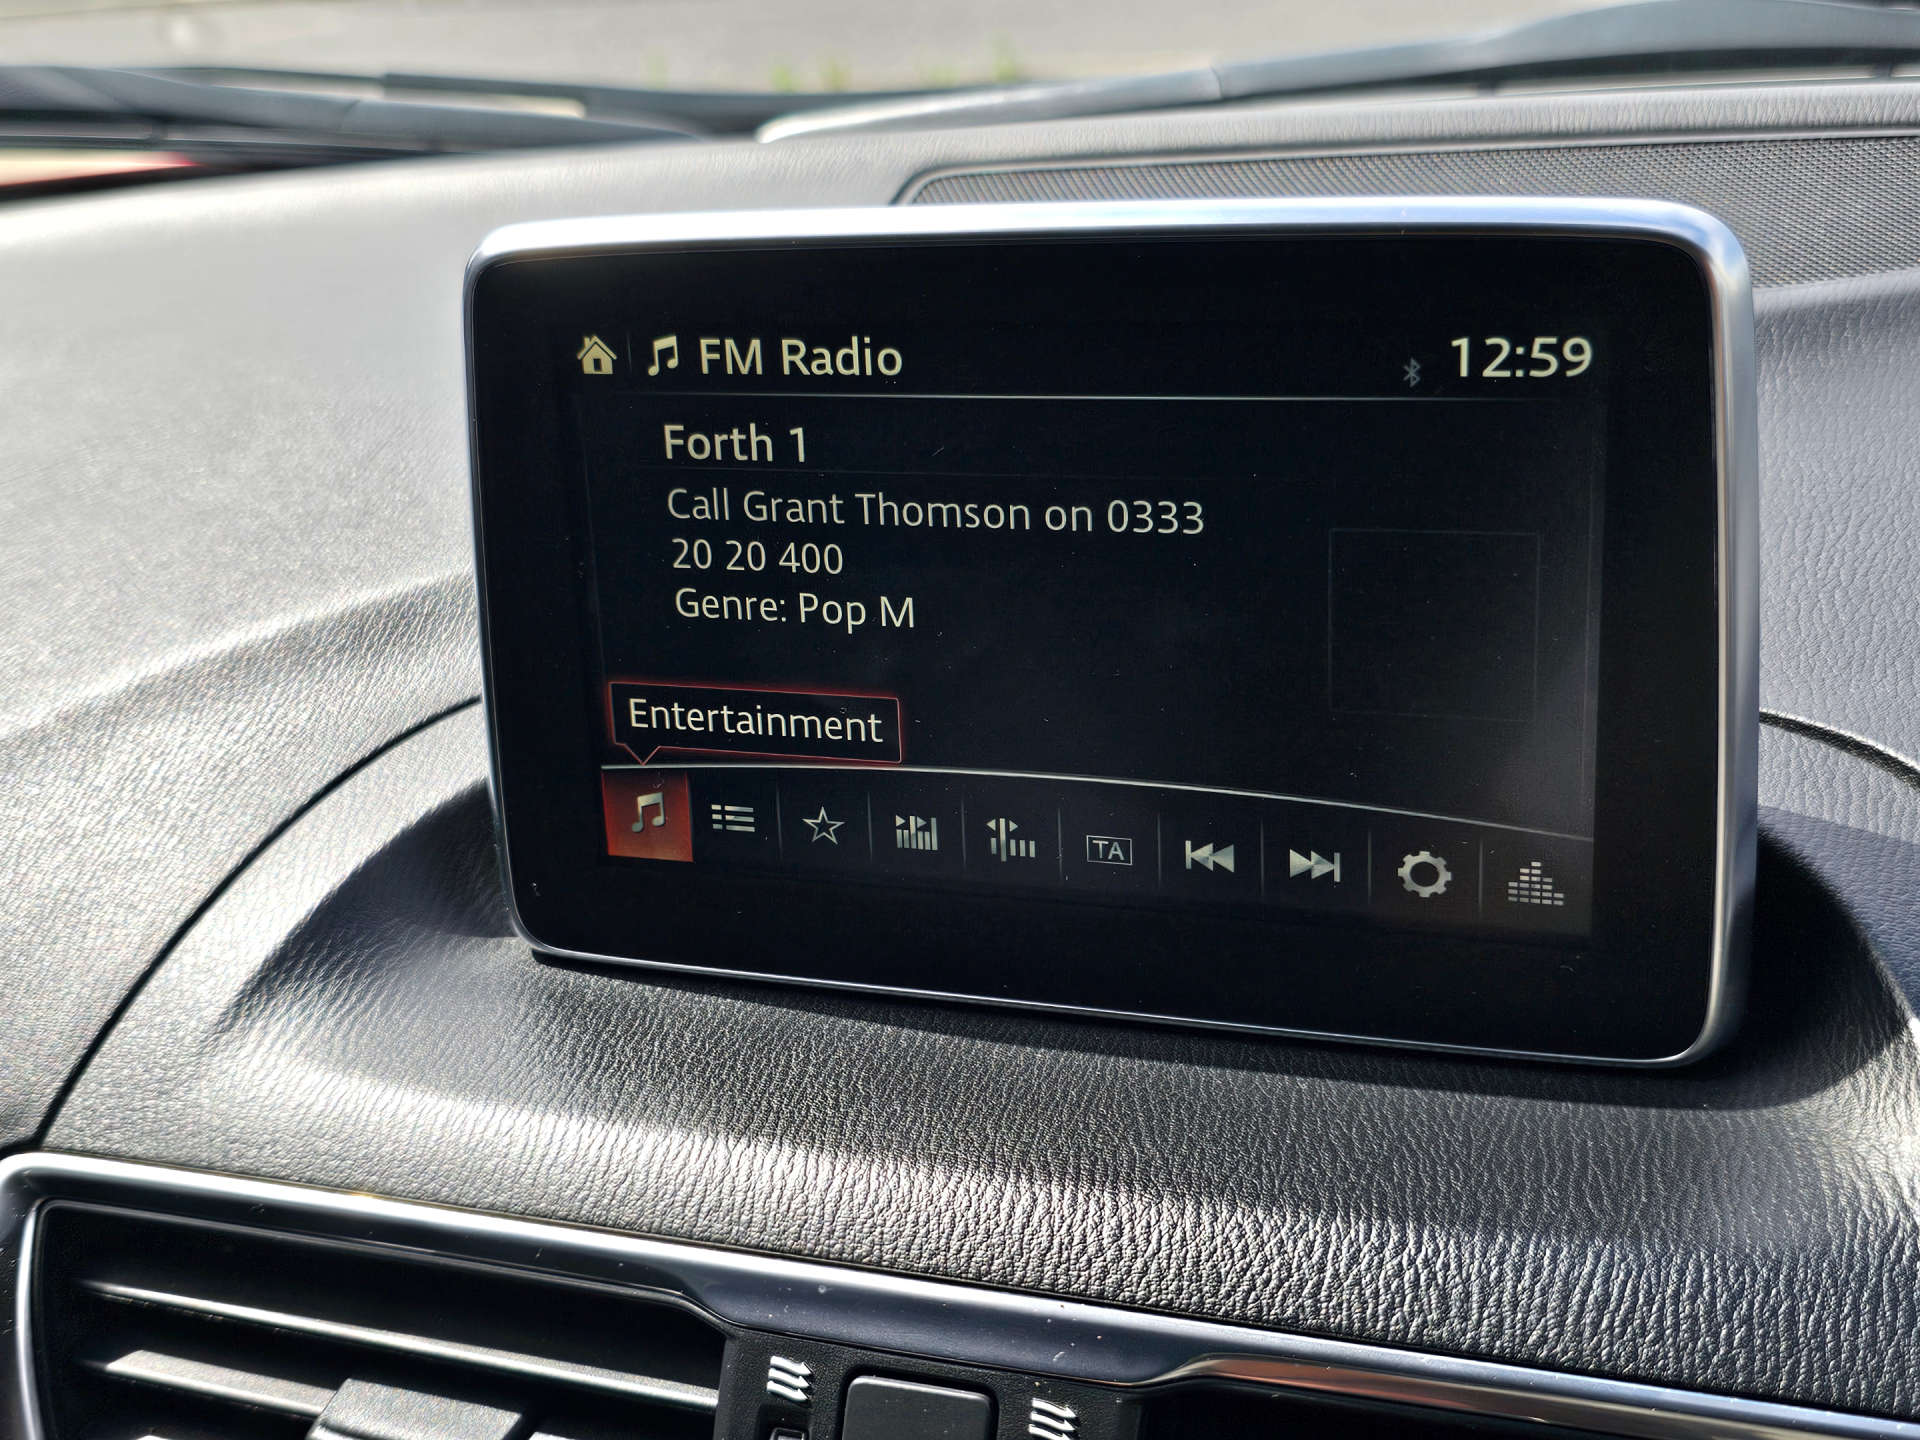 FM Radio 12:59
Forth 1
Call Grant Thomson on 0333
20 20 400
Genre: Pop M
Entertainment
TA